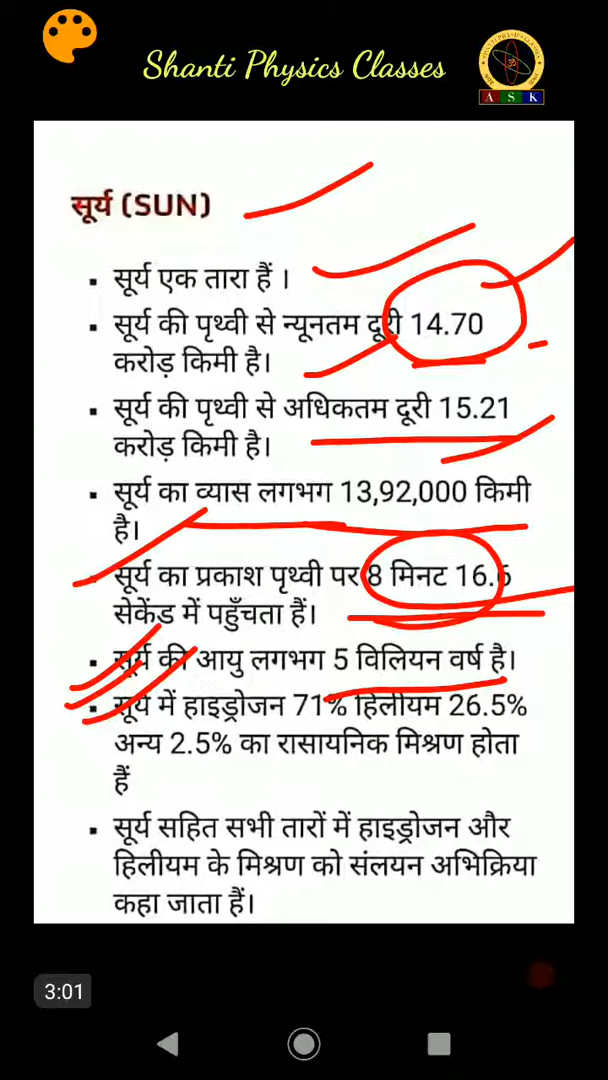 Shanti Physics Classes
A S K
सूर्य (SUN)
▪ सूर्य एक तारा हैं ।
▪ सूर्य की पृथ्वी से न्यूनतम दूरी 14.70
करोड़ किमी है।
▪ सूर्य की पृथ्वी से अधिकतम दूरी 15.21
करोड़ किमी है।
▪ सूर्य का व्यास लगभग 13,92,000 किमी
है।
सूर्य का प्रकाश पृथ्वी पर 8 मिनट 16.6
सेकेंड में पहुँचता हैं।
▪ सूर्य की आयु लगभग 5 विलियन वर्ष है।
▪ सूर्य में हाइड्रोजन 71% हिलीयम 26.5%
अन्य 2.5% का रासायनिक मिश्रण होता
हैं
▪ सूर्य सहित सभी तारों में हाइड्रोजन और
हिलीयम के मिश्रण को संलयन अभिक्रिया
कहा जाता हैं।
3:01